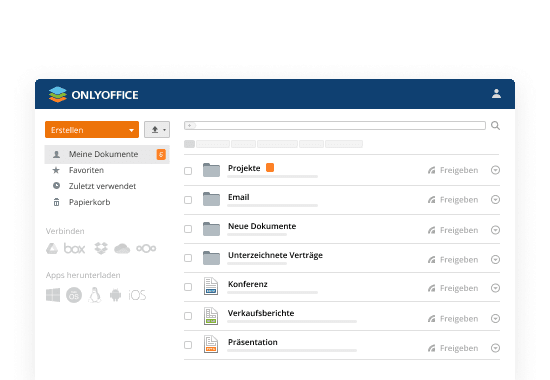 ONLYOFFICE
Erstellen
Meine Dokumente 6
Favoriten
Zuletzt verwendet
Papierkorb
Verbinden
box
Apps herunterladen
iOS
Projekte Freigeben
Email Freigeben
Neue Dokumente Freigeben
Unterzeichnete Verträge Freigeben
Konferenz Freigeben
Verkaufsberichte Freigeben
Präsentation Freigeben